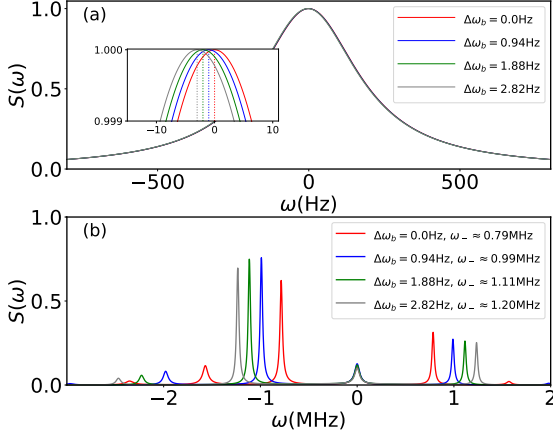 (a)
S(ω)
1.0
0.5
0.0
Δω_b = 0.0Hz
Δω_b = 0.94Hz
Δω_b = 1.88Hz
Δω_b = 2.82Hz
1.000
0.999
−10 0 10
−500 0 500
ω(Hz)
(b)
S(ω)
1.0
0.5
0.0
Δω_b = 0.0Hz, ω_− ≈ 0.79MHz
Δω_b = 0.94Hz, ω_− ≈ 0.99MHz
Δω_b = 1.88Hz, ω_− ≈ 1.11MHz
Δω_b = 2.82Hz, ω_− ≈ 1.20MHz
−2 −1 0 1 2
ω(MHz)